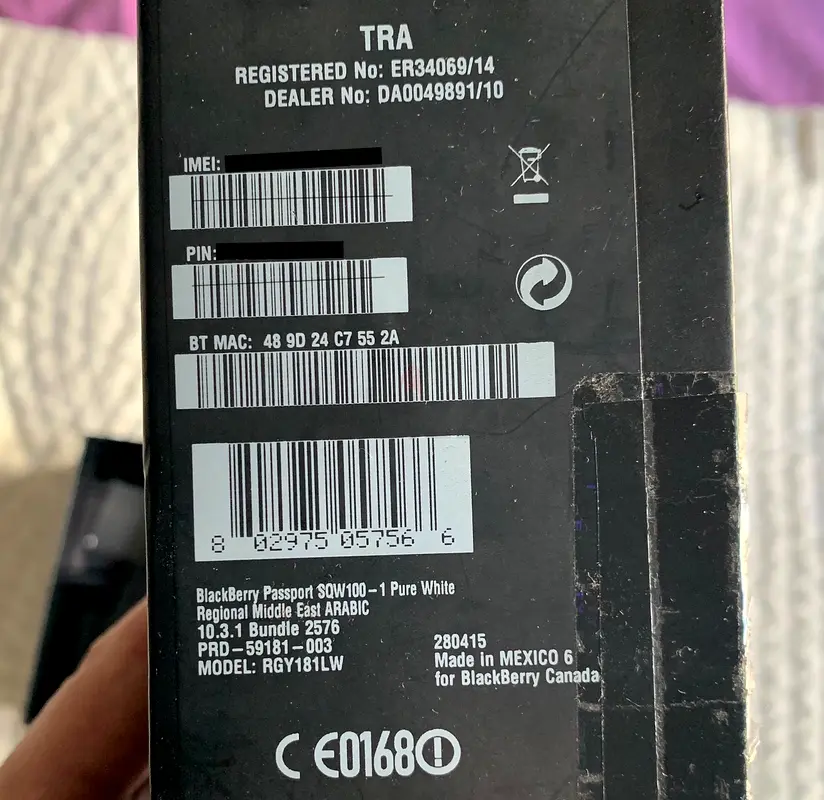 TRA
REGISTERED No: ER34069/14
DEALER No: DA0049891/10
IMEI:
PIN:
BT MAC: 48 9D 24 C7 55 2A
8 02975 05756 6
BlackBerry Passport SQW100-1 Pure White
Regional Middle East ARABIC
10.3.1 Bundle 2576
PRD-59181-003
MODEL: RGY181LW
280415
Made in MEXICO 6
for BlackBerry Canada
CE0168